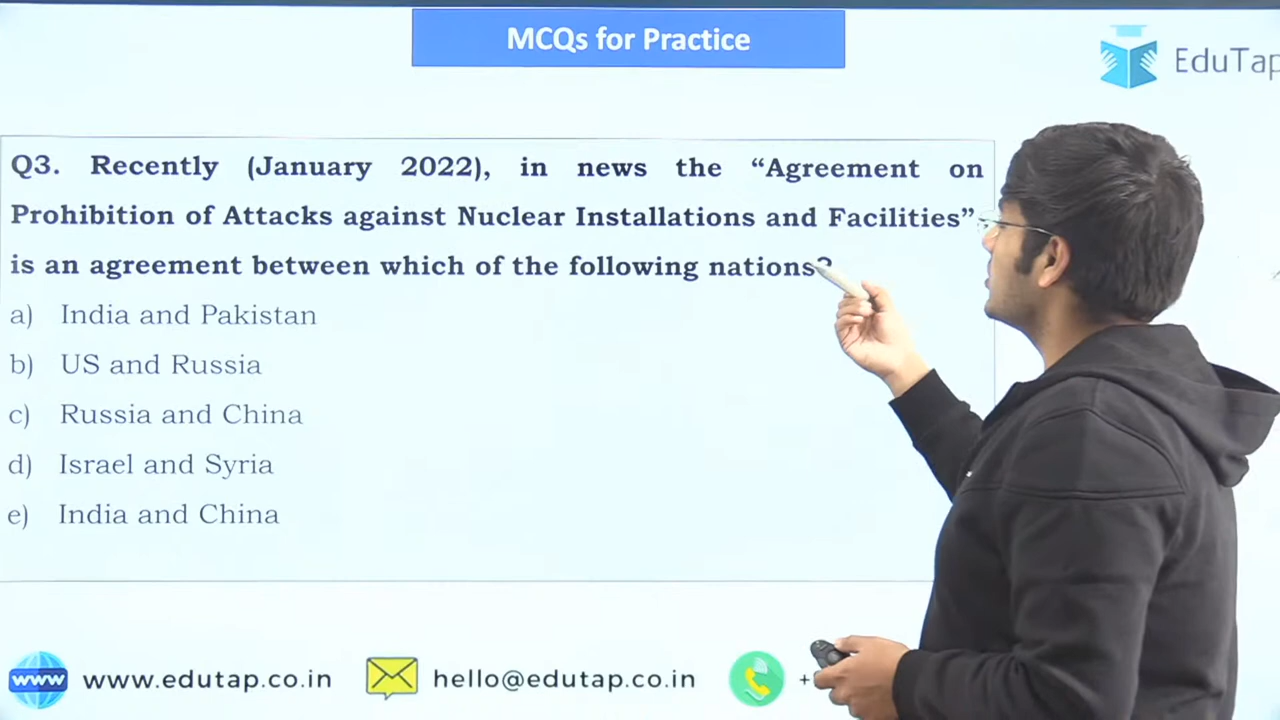 MCQs for Practice
EduTap
Q3. Recently (January 2022), in news the “Agreement on
Prohibition of Attacks against Nuclear Installations and Facilities”
is an agreement between which of the following nations?
a) India and Pakistan
b) US and Russia
c) Russia and China
d) Israel and Syria
e) India and China
www www.edutap.co.in hello@edutap.co.in +